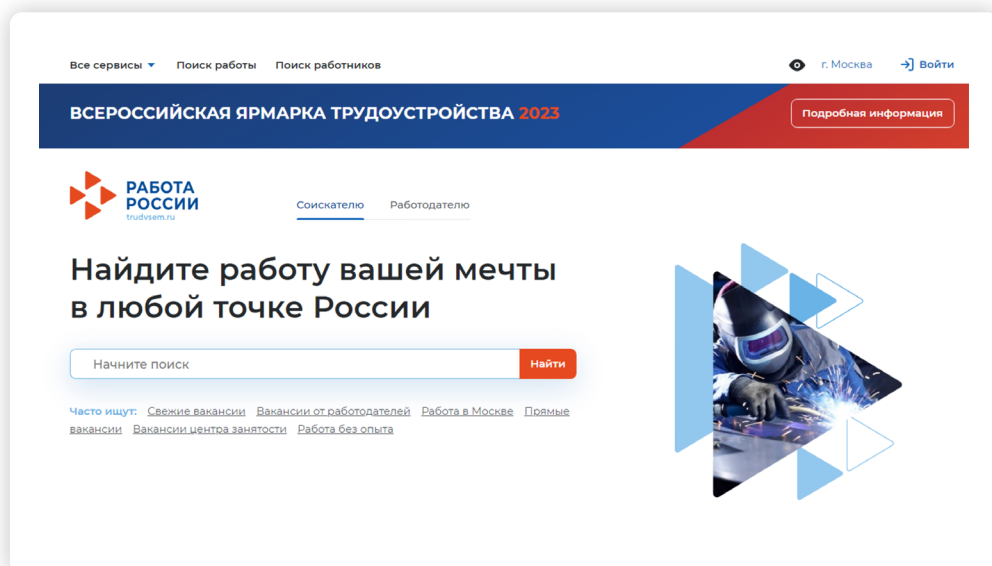 Все сервисы Поиск работы Поиск работников г. Москва Войти
ВСЕРОССИЙСКАЯ ЯРМАРКА ТРУДОУСТРОЙСТВА 2023 Подробная информация
РАБОТА
РОССИИ
trudvsem.ru
Соискателю Работодателю
Найдите работу вашей мечты
в любой точке России
Начните поиск Найти
Часто ищут: Свежие вакансии Вакансии от работодателей Работа в Москве Прямые
вакансии Вакансии центра занятости Работа без опыта